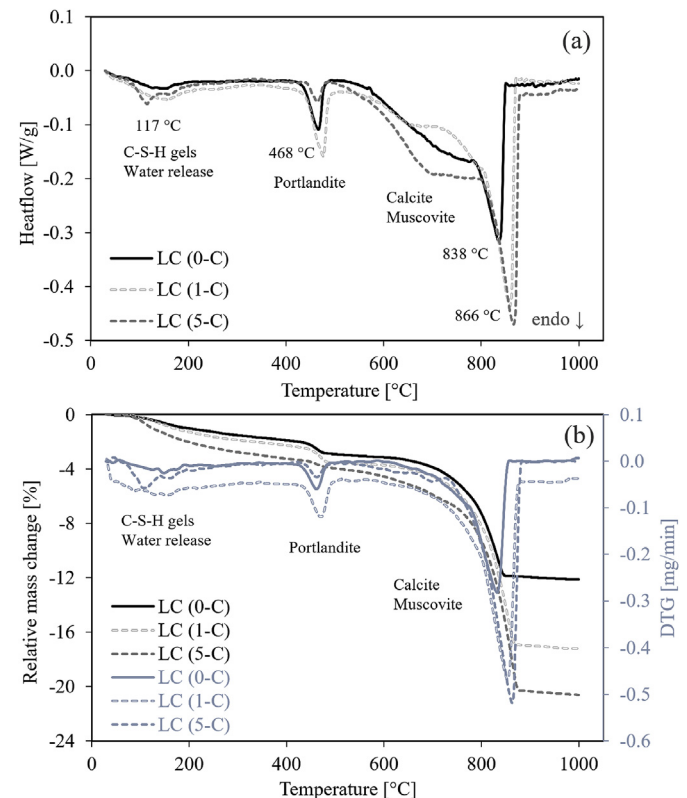 0.1
(a)
0.0
-0.1
-0.2
-0.3
-0.4
-0.5
Heatflow [W/g]
117 °C
C-S-H gels
Water release
468 °C
Portlandite
Calcite
Muscovite
838 °C
866 °C
endo ↓
LC (0-C)
LC (1-C)
LC (5-C)
0 200 400 600 800 1000
Temperature [°C]
(b)
0
-4
-8
-12
-16
-20
-24
Relative mass change [%]
0.1
0.0
-0.1
-0.2
-0.3
-0.4
-0.5
-0.6
DTG [mg/min]
C-S-H gels
Water release
Portlandite
Calcite
Muscovite
LC (0-C)
LC (1-C)
LC (5-C)
LC (0-C)
LC (1-C)
LC (5-C)
0 200 400 600 800 1000
Temperature [°C]